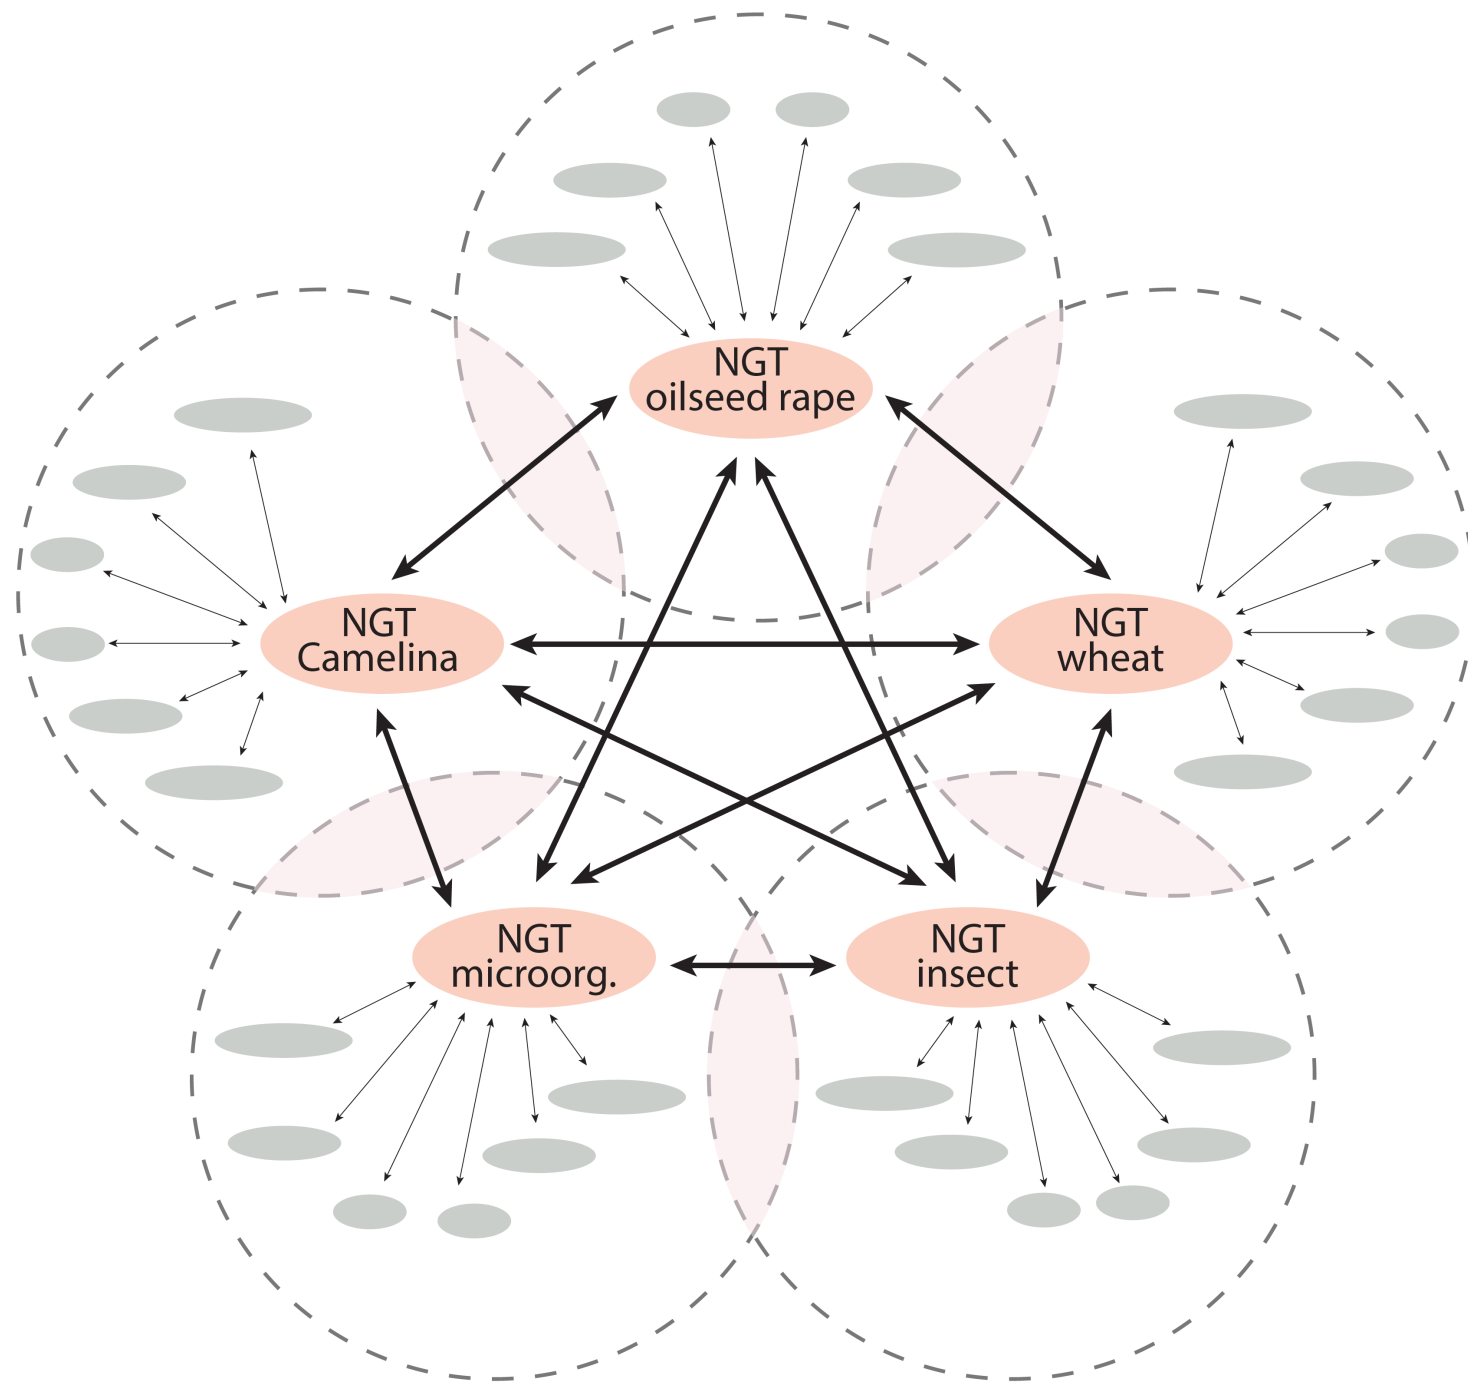 NGT
oilseed rape
NGT
Camelina
NGT
wheat
NGT
microorg.
NGT
insect